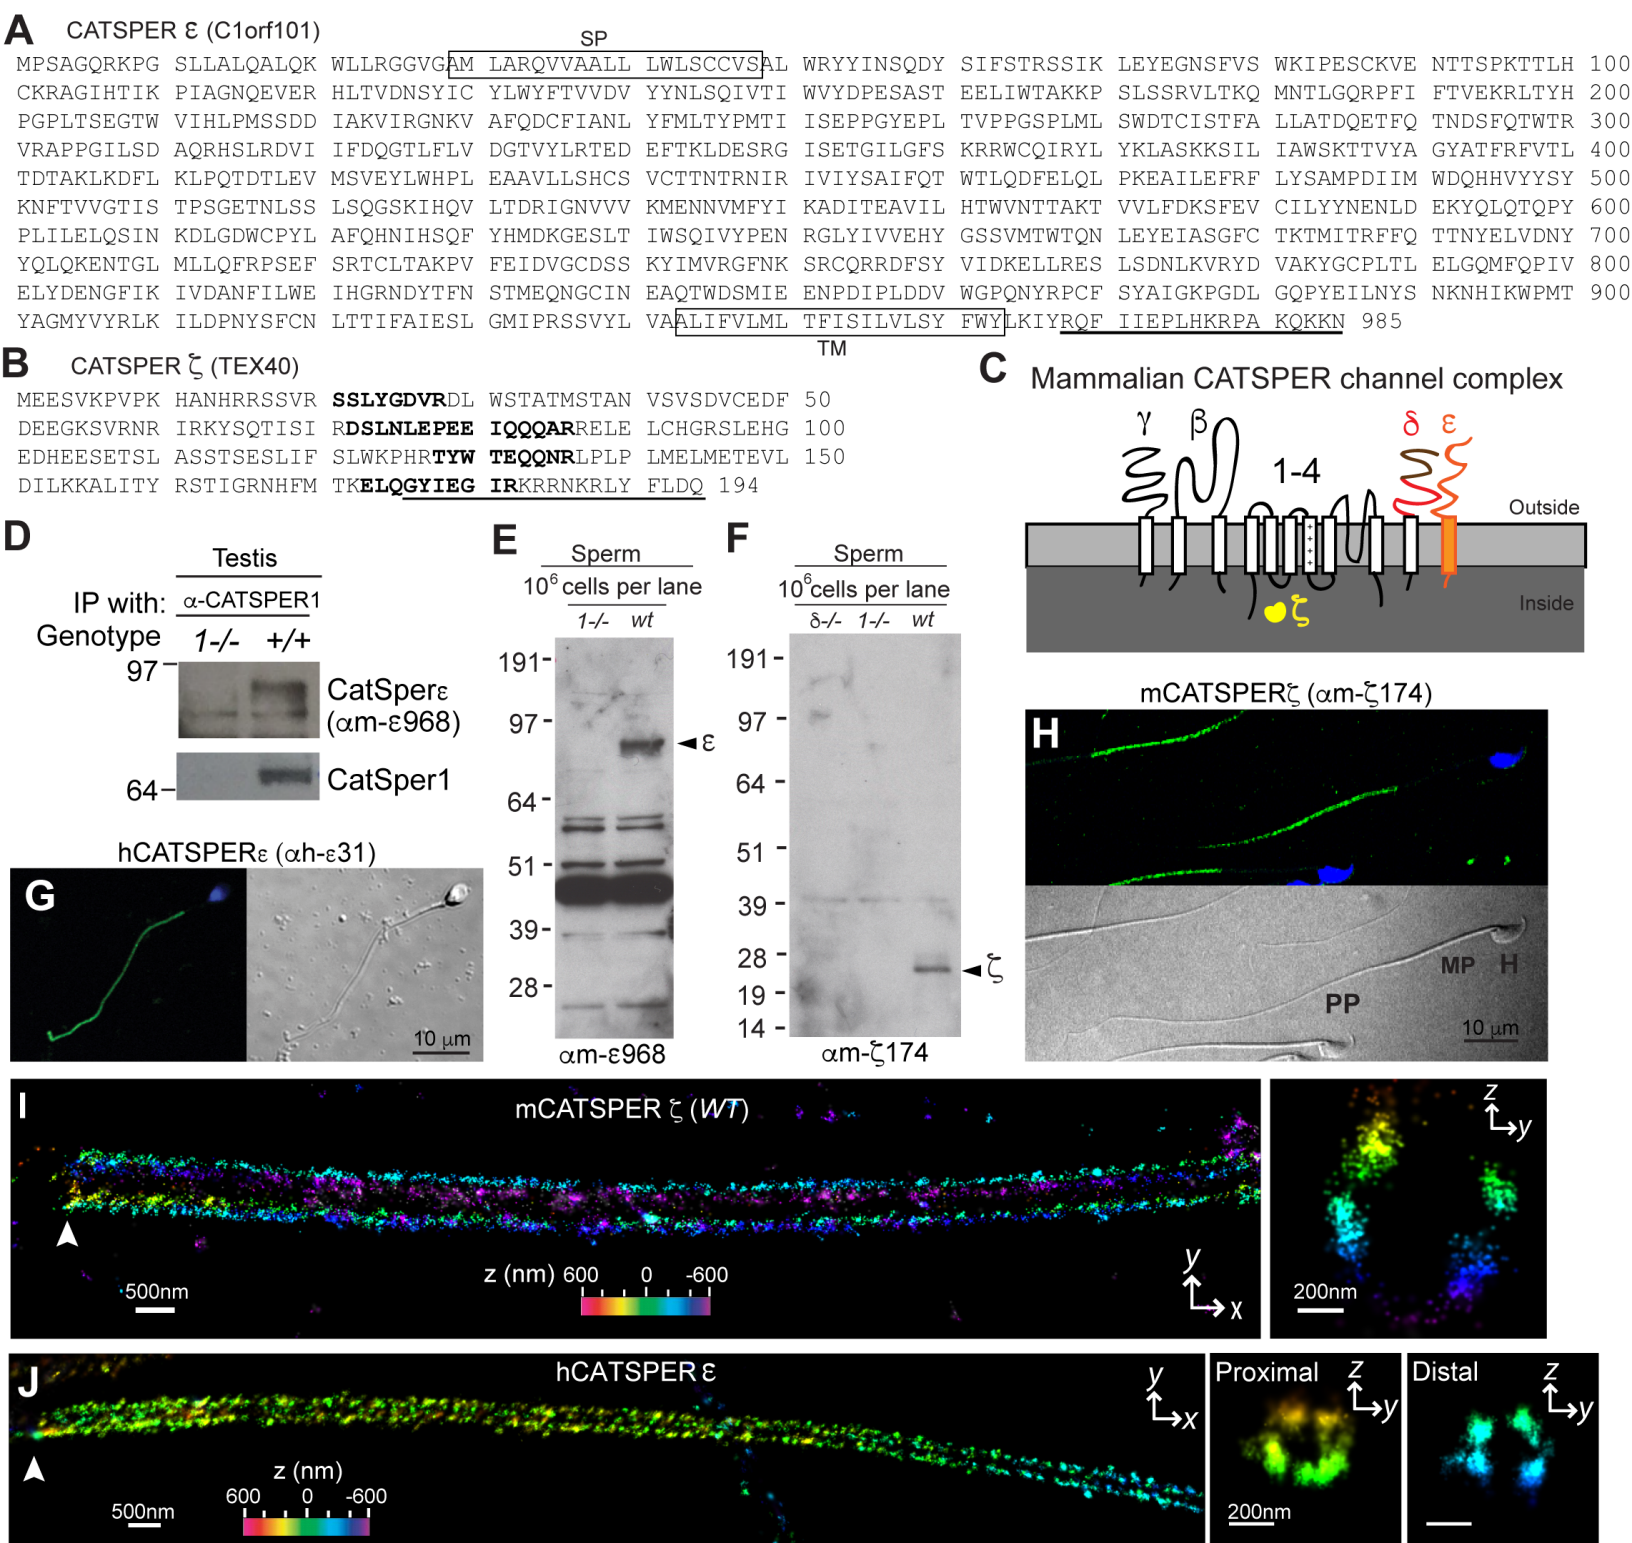 A CATSPER ε (C1orf101)
SP
MPSAGQRKPG SLLALQALQK WLLRGGVGAM LARQVVAALL LWLSCCVSAL WRYYINSQDY SIFSTRSSIK LEYEGNSFVS WKIPESCKVE NTTSPKTTLH 100
CKRAGIHTIK PIAGNQEVER HLTVDNSYIC YLWYFTVVDV YYNLSQIVTI WVYDPESAST EELIWTAKKP SLSSRVLTKQ MNTLGQRPFI FTVEKRLTYH 200
PGPLTSEGTW VIHLPMSSDD IAKVIRGNKV AFQDCFIANL YFMLTYPMTI ISEPPGYEPL TVPPGSPLML SWDTCISTFA LLATDQETFQ TNDSFQTWTR 300
VRAPPGILSD AQRHSLRDVI IFDQGTLFLV DGTVYLRTED EFTKLDESRG ISETGILGFS KRRWCQIRYL YKLASKKSIL IAWSKTTVYA GYATFRFVTL 400
TDTAKLKDFL KLPQTDTLEV MSVEYLWHPL EAAVLLSHCS VCTTNTRNIR IVIYSAIFQT WTLQDFELQL PKEAILEFRF LYSAMPDIIM WDQHHVYYSY 500
KNFTVVGTIS TPSGETNLSS LSQGSKIHQV LTDRIGNVVV KMENNVMFYI KADITEAVIL HTWVNTTAKT VVLFDKSFEV CILYYNENLD EKYQLQTQPY 600
PLILELQSIN KDLGDWCPYL AFQHNIHSQF YHMDKGESLT IWSQIVYPEN RGLYIVVEHY GSSVMTWTQN LEYEIASGFC TKTMITRFFQ TTNYELVDNY 700
YQLQKENTGL MLLQFRPSEF SRTCLTAKPV FEIDVGCDSS KYIMVRGFNK SRCQRRDFSY VIDKELLRES LSDNLKVRYD VAKYGCPLTL ELGQMFQPIV 800
ELYDENGFIK IVDANFILWE IHGRNDYTFN STMEQNGCIN EAQTWDSMIE ENPDIPLDDV WGPQNYRPCF SYAIGKPGDL GQPYEILNYS NKNHIKWPMT 900
YAGMYVYRLK ILDPNYSFCN LTTIFAIESL GMIPRSSVYL VAALIFVLML TFISILVLSY FWYLKIYRQF IIEPLHKRPA KQKKN 985
TM
B CATSPER ζ (TEX40)
MEESVKPVPK HANHRRSSVR SSLYGDVRDL WSTATMSTAN VSVSDVCEDF 50
DEEGKSVRNR IRKYSQTISI RDSLNLEPEE IQQQARRELE LCHGRSLEHG 100
EDHEESETSL ASSTSESLIF SLWKPHRTYW TEQQNRLPLP LMELMETEVL 150
DILKKALITY RSTIGRNHFM TKELQGYIEG IRKRRNKRLY FLDQ 194
C Mammalian CATSPER channel complex
γ β 1-4 δ ε
+
+
+
+
Outside
Inside
ζ
D
Testis
IP with: α-CATSPER1
Genotype 1-/- +/+
97
CatSperε
(αm-ε968)
CatSper1
64
E
Sperm
10⁶ cells per lane
1-/- wt
191
97
ε
64
51
39
28
αm-ε968
F
Sperm
10⁶ cells per lane
δ-/- 1-/- wt
191
97
64
51
39
28
ζ
19
14
αm-ζ174
hCATSPERε (αh-ε31)
G
10 μm
mCATSPERζ (αm-ζ174)
H
MP H
PP
10 μm
I mCATSPER ζ (WT)
z (nm) 600 0 -600
500nm
y
x
z
y
200nm
J hCATSPER ε
z (nm)
600 0 -600
500nm
y
x
Proximal
z
y
200nm
Distal
z
y